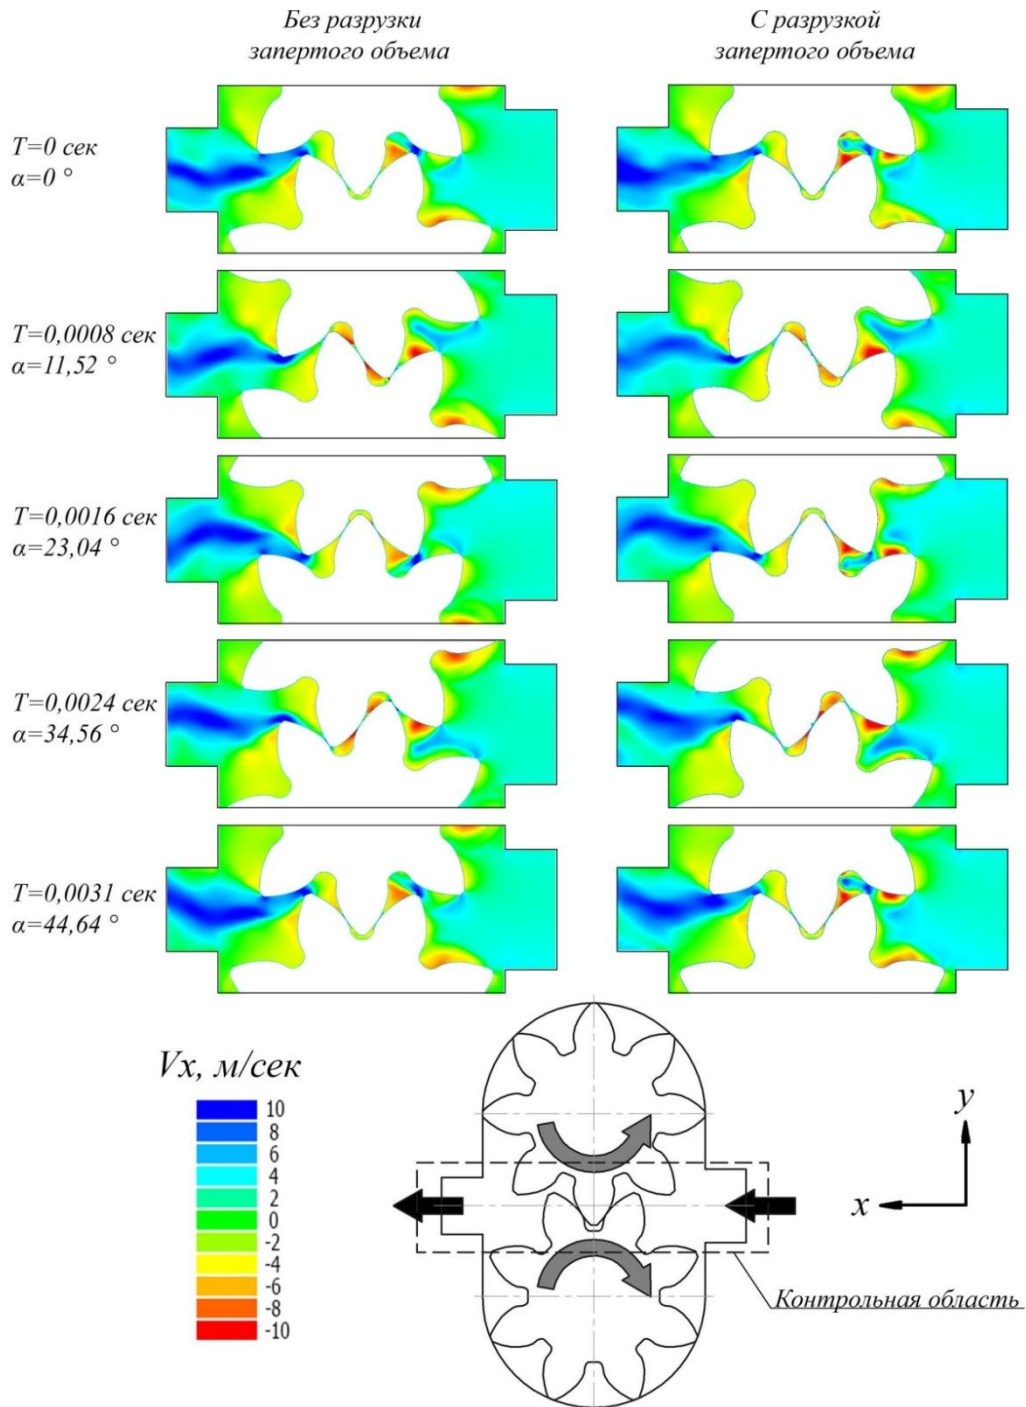 Без разрузки
запертого объема
С разрузкой
запертого объема
T=0 сек
α=0 °
T=0,0008 сек
α=11,52 °
T=0,0016 сек
α=23,04 °
T=0,0024 сек
α=34,56 °
T=0,0031 сек
α=44,64 °
Vx, м/сек
10
8
6
4
2
0
-2
-4
-6
-8
-10
y
x
Контрольная область